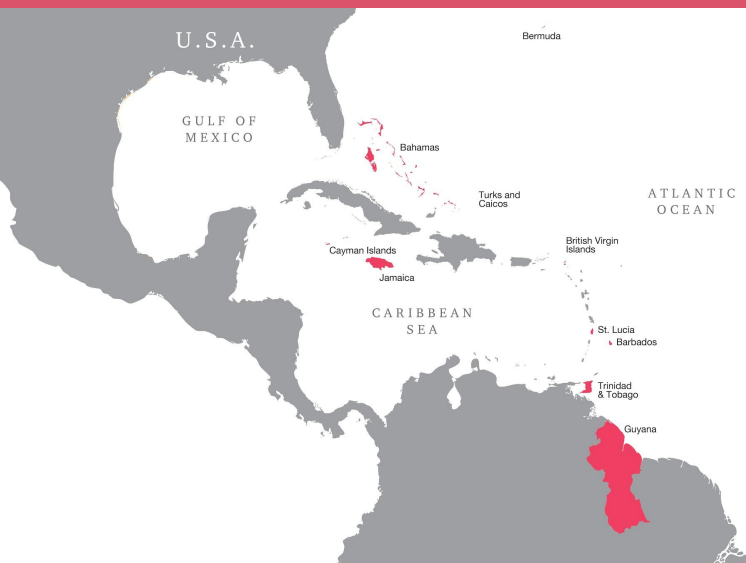 Bermuda
U.S.A.
GULF OF
MEXICO
Bahamas
Turks and
Caicos
ATLANTIC
OCEAN
British Virgin
Islands
Cayman Islands
Jamaica
CARIBBEAN
SEA
St. Lucia
Barbados
Trinidad
& Tobago
Guyana